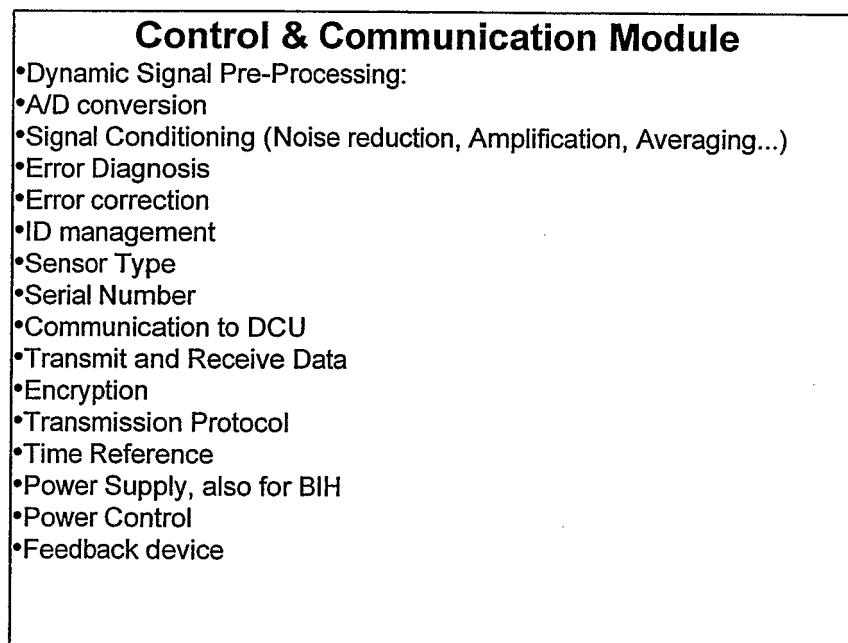 Control & Communication Module
•Dynamic Signal Pre-Processing:
•A/D conversion
•Signal Conditioning (Noise reduction, Amplification, Averaging...)
•Error Diagnosis
•Error correction
•ID management
•Sensor Type
•Serial Number
•Communication to DCU
•Transmit and Receive Data
•Encryption
•Transmission Protocol
•Time Reference
•Power Supply, also for BIH
•Power Control
•Feedback device